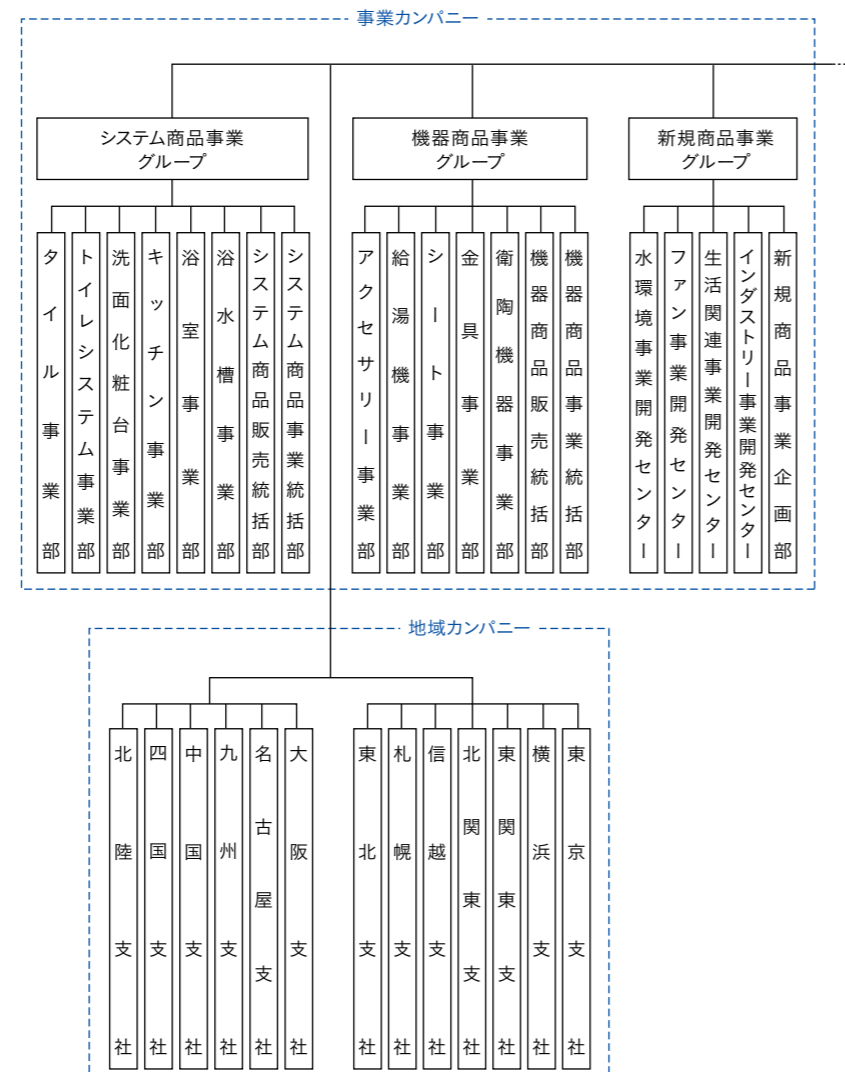 事業カンパニー
システム商品事業
グループ
機器商品事業
グループ
新規商品事業
グループ
タイル事業部
トイレシステム事業部
洗面化粧台事業部
キッチン事業部
浴室事業部
浴水槽事業部
システム商品販売統括部
システム商品事業統括部
アクセサリー事業部
給湯機事業部
シート事業部
金具事業部
衛陶機器事業部
機器商品販売統括部
機器商品事業統括部
水環境事業開発センター
ファン事業開発センター
生活関連事業開発センター
インダストリー事業開発センター
新規商品事業企画部
地域カンパニー
北陸支社
四国支社
中国支社
九州支社
名古屋支社
大阪支社
東北支社
札幌支社
信越支社
北関東支社
東関東支社
横浜支社
東京支社